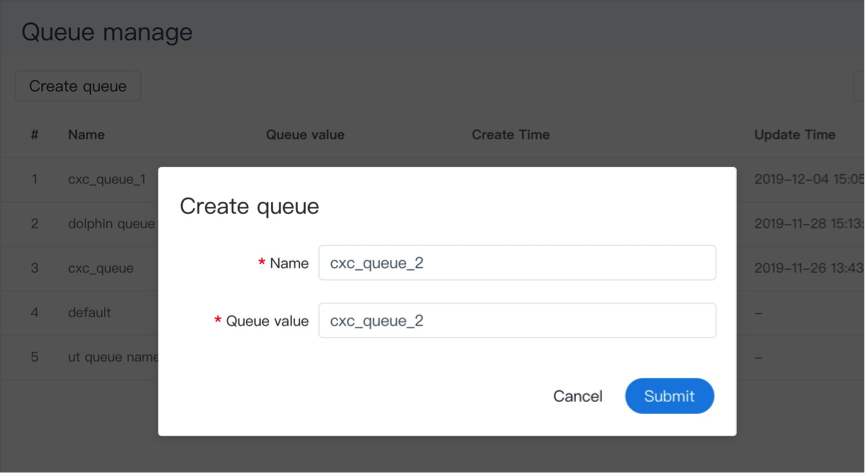 Queue manage
Create queue
# Name Queue value Create Time Update Time
1 cxc_queue_1 2019-12-04 15:05
2 dolphin queue 2019-11-28 15:13:
3 cxc_queue 2019-11-26 13:43
4 default –
5 ut queue name –
Create queue
* Name cxc_queue_2
* Queue value cxc_queue_2
Cancel Submit